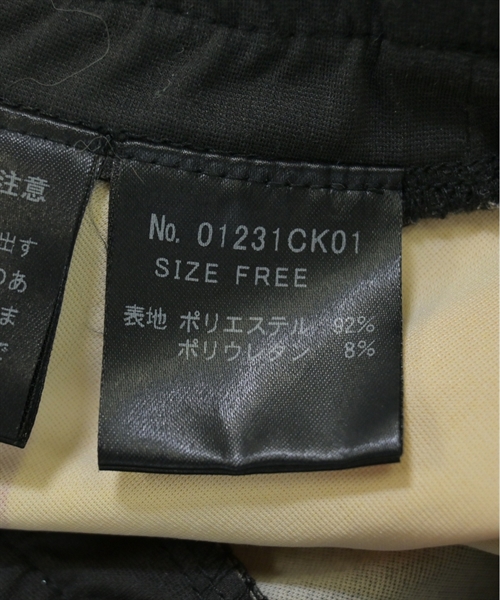 注意
出す
のあ
ま
で
No. 01231CK01
SIZE FREE
表地 ポリエステル 92%
ポリウレタン 8%